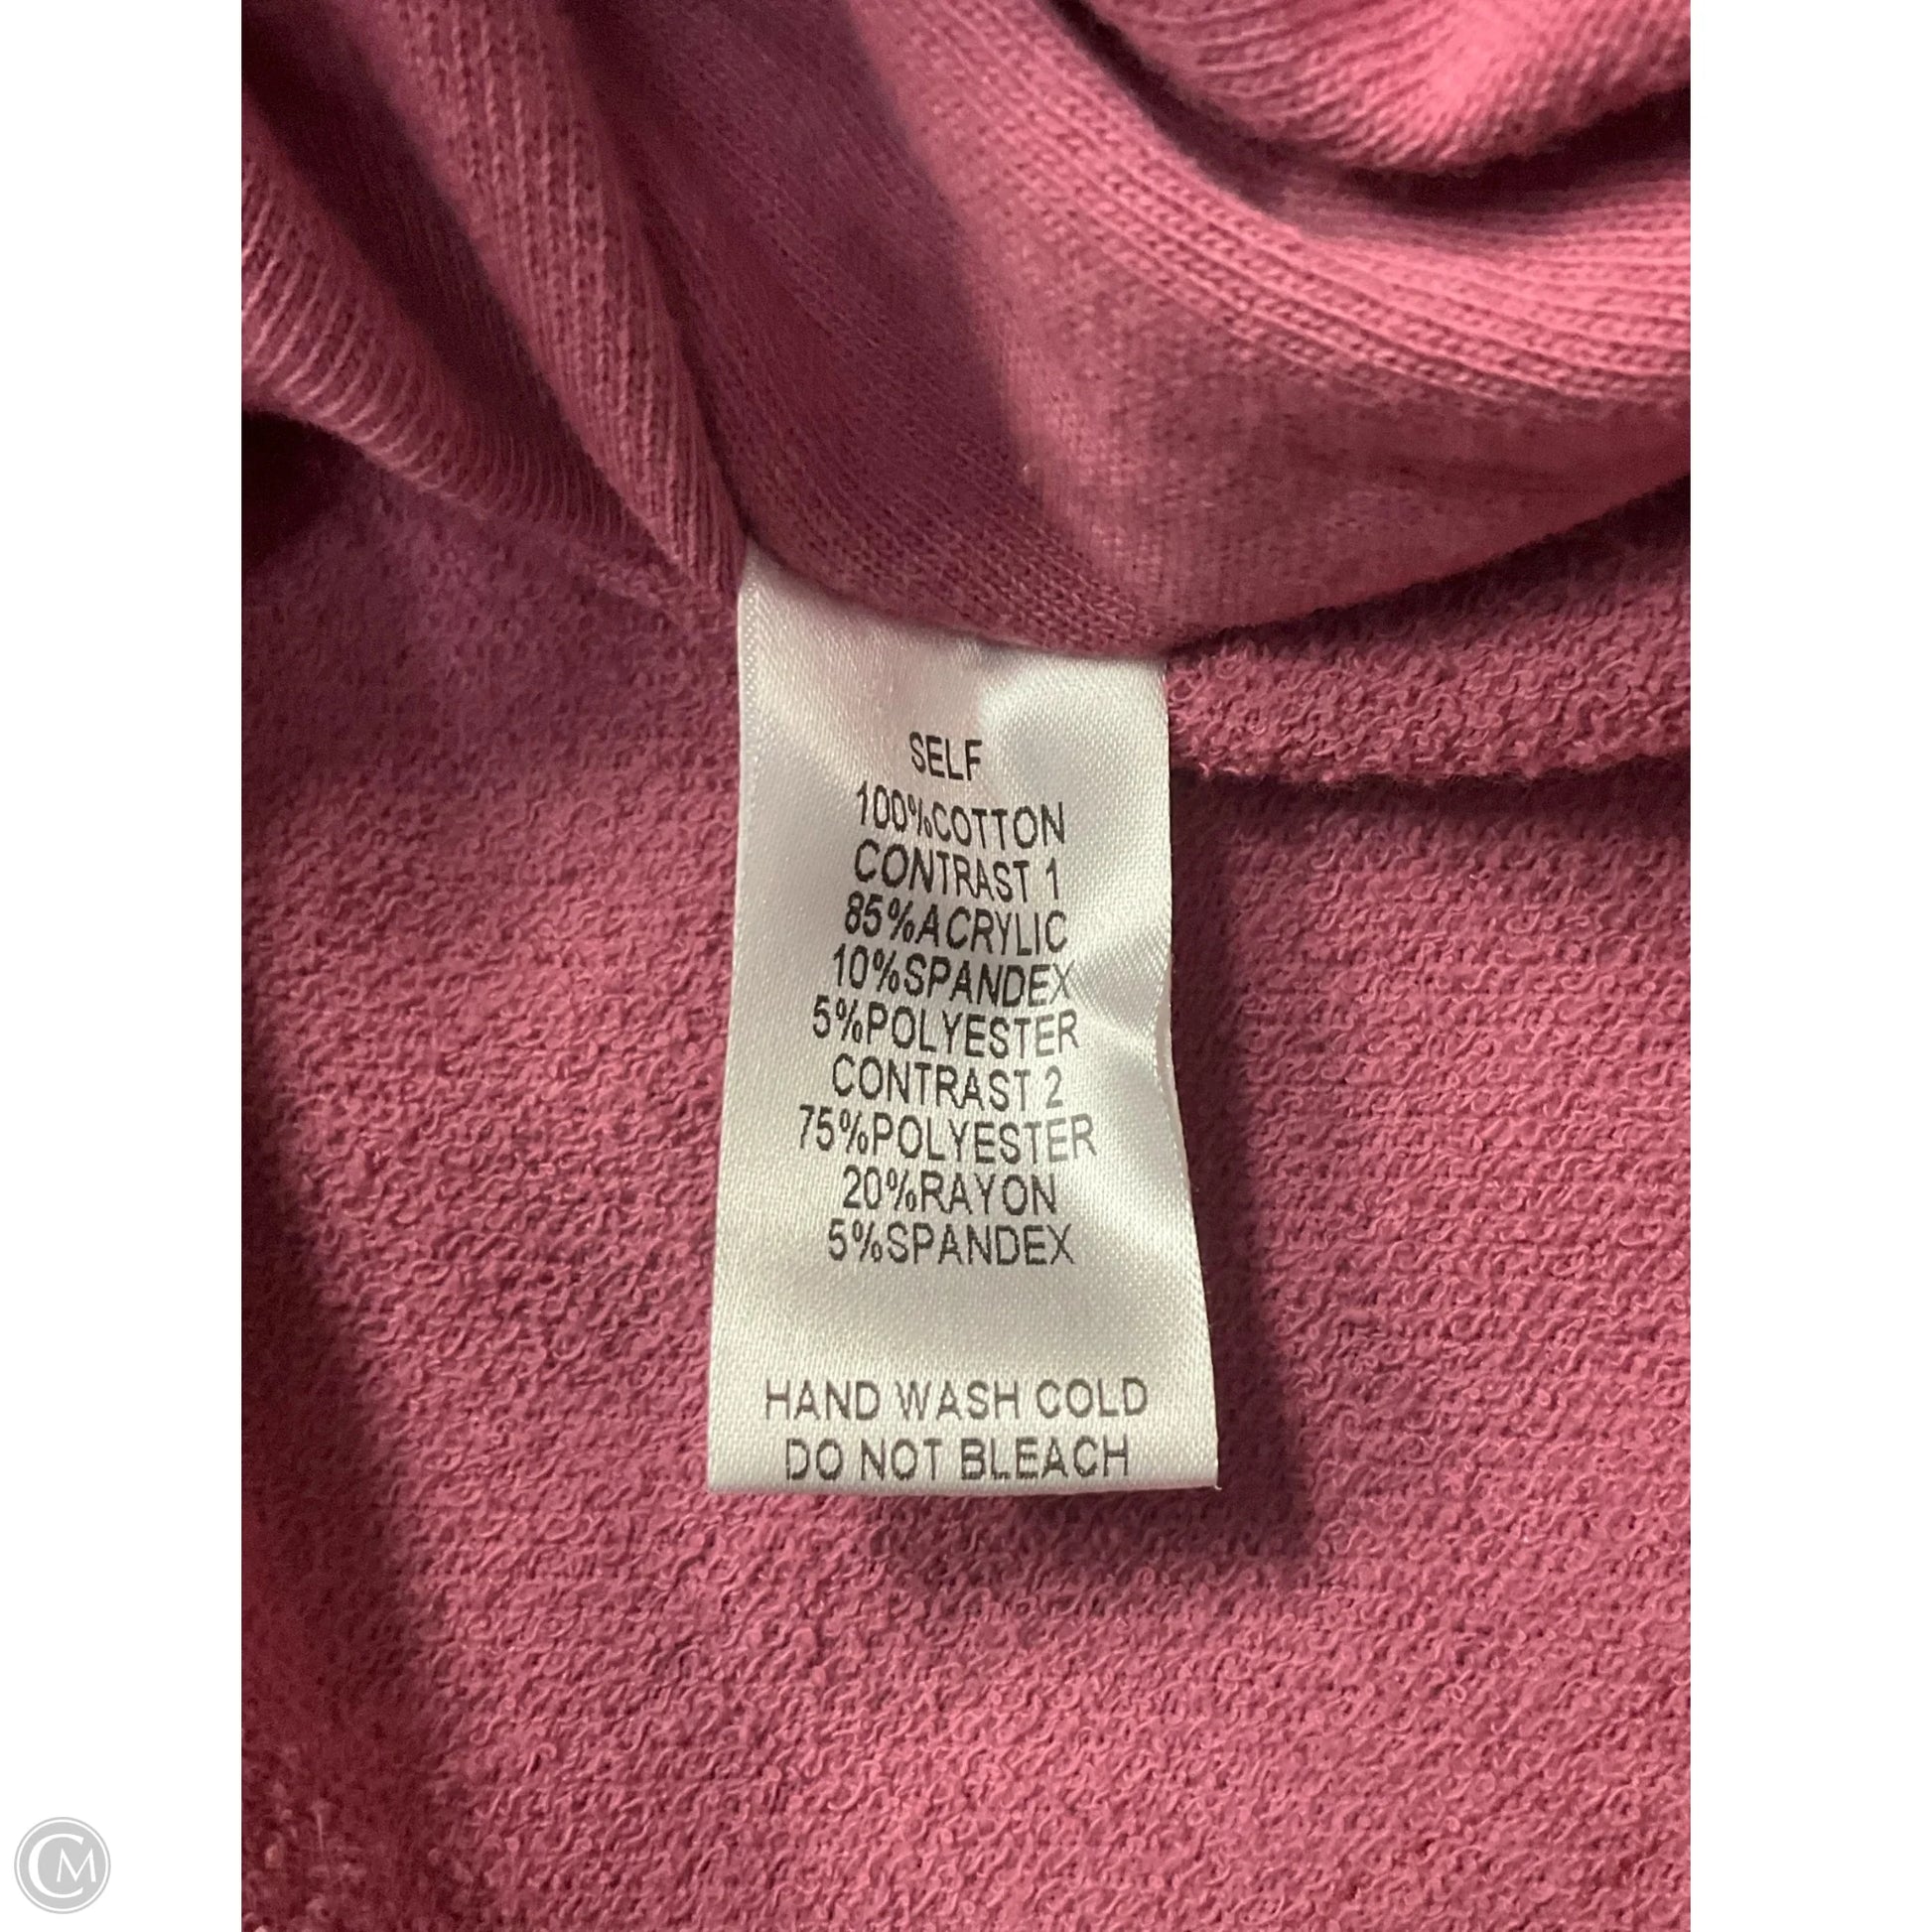 SELF
100%COTTON
CONTRAST 1
85%ACRYLIC
10%SPANDEX
5%POLYESTER
CONTRAST 2
75%POLYESTER
20%RAYON
5%SPANDEX
HAND WASH COLD
DO NOT BLEACH
CM